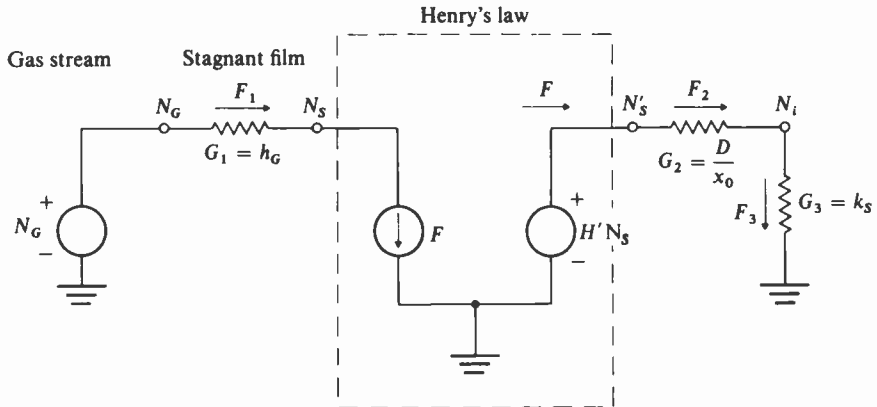 Henry's law
Gas stream
Stagnant film
N_G
F_1
N_S
F
N'_S
F_2
N_i
G_1 = h_G
G_2 = D/x_0
+
N_G
−
F
+
H'N_S
−
F_3
G_3 = k_S